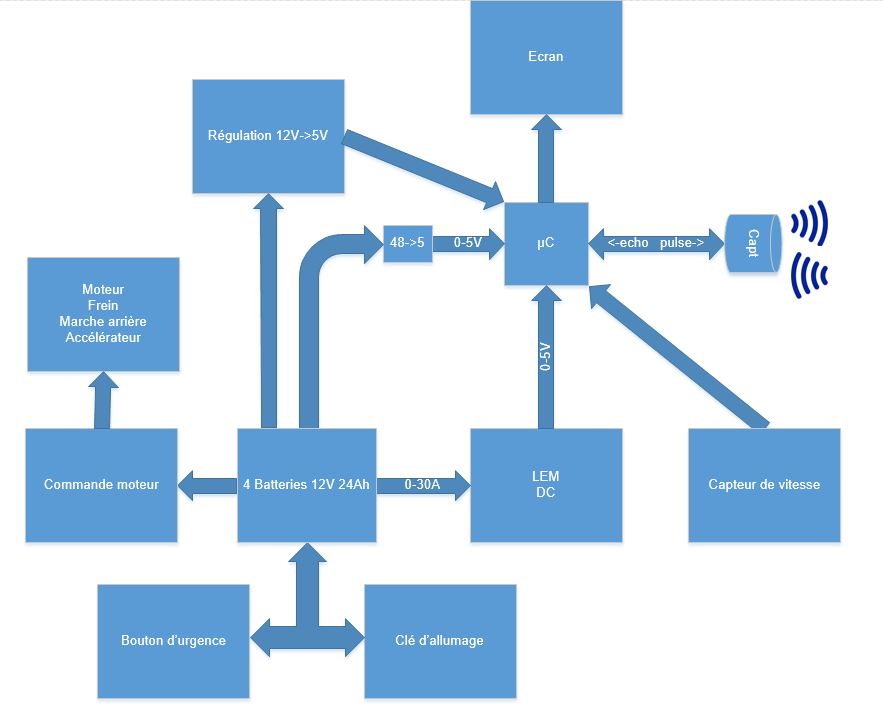 Ecran
Régulation 12V->5V
48->5
0-5V
µC
<-echo pulse->
Capt
Moteur
Frein
Marche arrière
Accélérateur
0-5V
Commande moteur
4 Batteries 12V 24Ah
0-30A
LEM
DC
Capteur de vitesse
Bouton d'urgence
Clé d'allumage